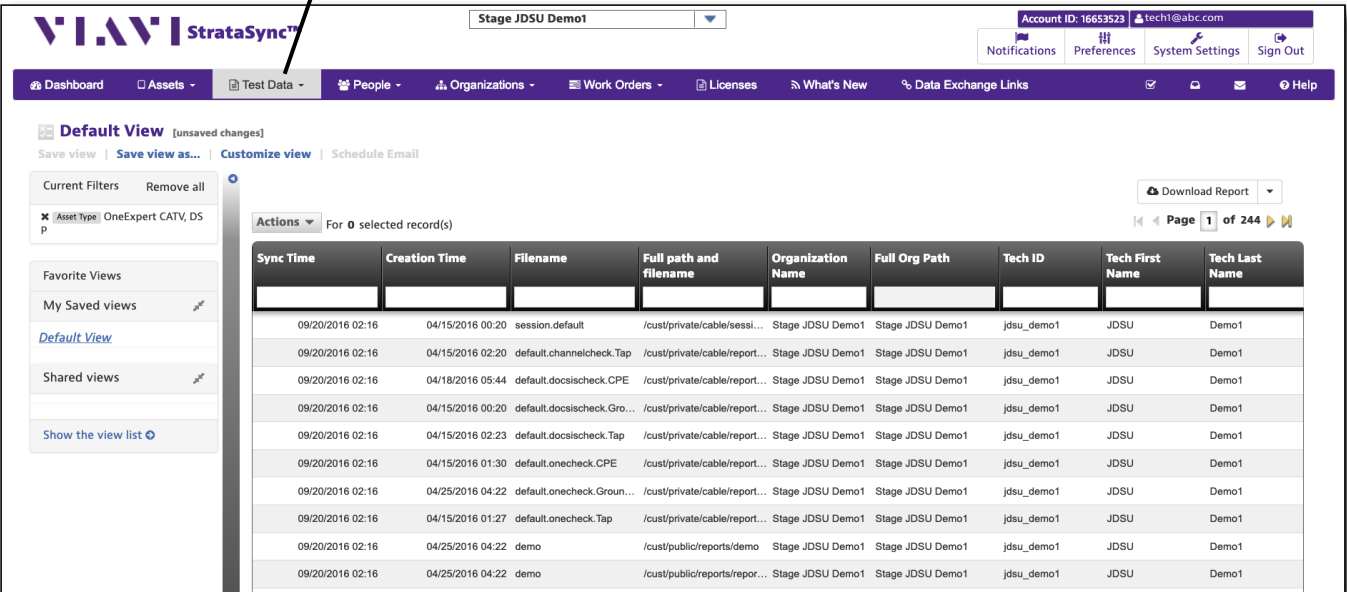 VIAVI StrataSync™
Stage JDSU Demo1
Account ID: 16653523 tech1@abc.com
Notifications Preferences System Settings Sign Out
Dashboard Assets Test Data People Organizations Work Orders Licenses What's New Data Exchange Links Help
Default View [unsaved changes]
Save view | Save view as... | Customize view | Schedule Email
Current Filters Remove all
Asset Type OneExpert CATV, DS
P
Favorite Views
My Saved views
Default View
Shared views
Show the view list
Download Report
Actions For 0 selected record(s)
Page 1 of 244
Sync Time Creation Time Filename Full path and filename Organization Name Full Org Path Tech ID Tech First Name Tech Last Name
09/20/2016 02:16 04/15/2016 00:20 session.default /cust/private/cable/sessi... Stage JDSU Demo1 Stage JDSU Demo1 jdsu_demo1 JDSU Demo1
09/20/2016 02:16 04/15/2016 02:20 default.channelcheck.Tap /cust/private/cable/report... Stage JDSU Demo1 Stage JDSU Demo1 jdsu_demo1 JDSU Demo1
09/20/2016 02:16 04/18/2016 05:44 default.docsischeck.CPE /cust/private/cable/report... Stage JDSU Demo1 Stage JDSU Demo1 jdsu_demo1 JDSU Demo1
09/20/2016 02:16 04/15/2016 00:20 default.docsischeck.Gro... /cust/private/cable/report... Stage JDSU Demo1 Stage JDSU Demo1 jdsu_demo1 JDSU Demo1
09/20/2016 02:16 04/15/2016 02:23 default.docsischeck.Tap /cust/private/cable/report... Stage JDSU Demo1 Stage JDSU Demo1 jdsu_demo1 JDSU Demo1
09/20/2016 02:16 04/15/2016 01:30 default.onecheck.CPE /cust/private/cable/report... Stage JDSU Demo1 Stage JDSU Demo1 jdsu_demo1 JDSU Demo1
09/20/2016 02:16 04/25/2016 04:22 default.onecheck.Groun... /cust/private/cable/report... Stage JDSU Demo1 Stage JDSU Demo1 jdsu_demo1 JDSU Demo1
09/20/2016 02:16 04/15/2016 01:27 default.onecheck.Tap /cust/private/cable/report... Stage JDSU Demo1 Stage JDSU Demo1 jdsu_demo1 JDSU Demo1
09/20/2016 02:16 04/25/2016 04:22 demo /cust/public/reports/demo Stage JDSU Demo1 Stage JDSU Demo1 jdsu_demo1 JDSU Demo1
09/20/2016 02:16 04/25/2016 04:22 demo /cust/public/reports/repor... Stage JDSU Demo1 Stage JDSU Demo1 jdsu_demo1 JDSU Demo1